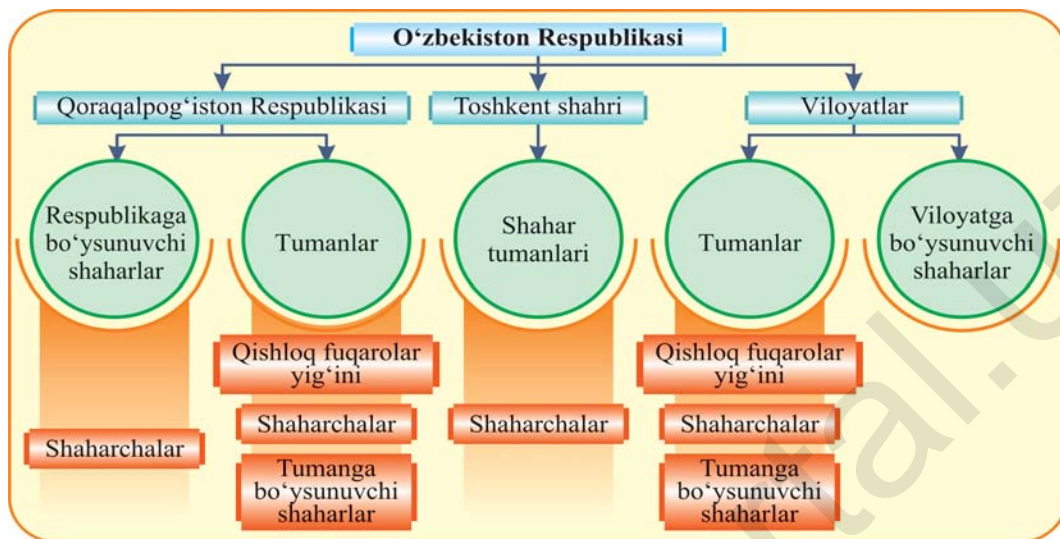 O‘zbekiston Respublikasi
Qoraqalpog‘iston Respublikasi
Toshkent shahri
Viloyatlar
Respublikaga
bo‘ysunuvchi
shaharlar
Tumanlar
Shahar
tumanlari
Tumanlar
Viloyatga
bo‘ysunuvchi
shaharlar
Shaharchalar
Qishloq fuqarolar
yig‘ini
Shaharchalar
Tumanga
bo‘ysunuvchi
shaharlar
Shaharchalar
Qishloq fuqarolar
yig‘ini
Shaharchalar
Tumanga
bo‘ysunuvchi
shaharlar
rtal.u